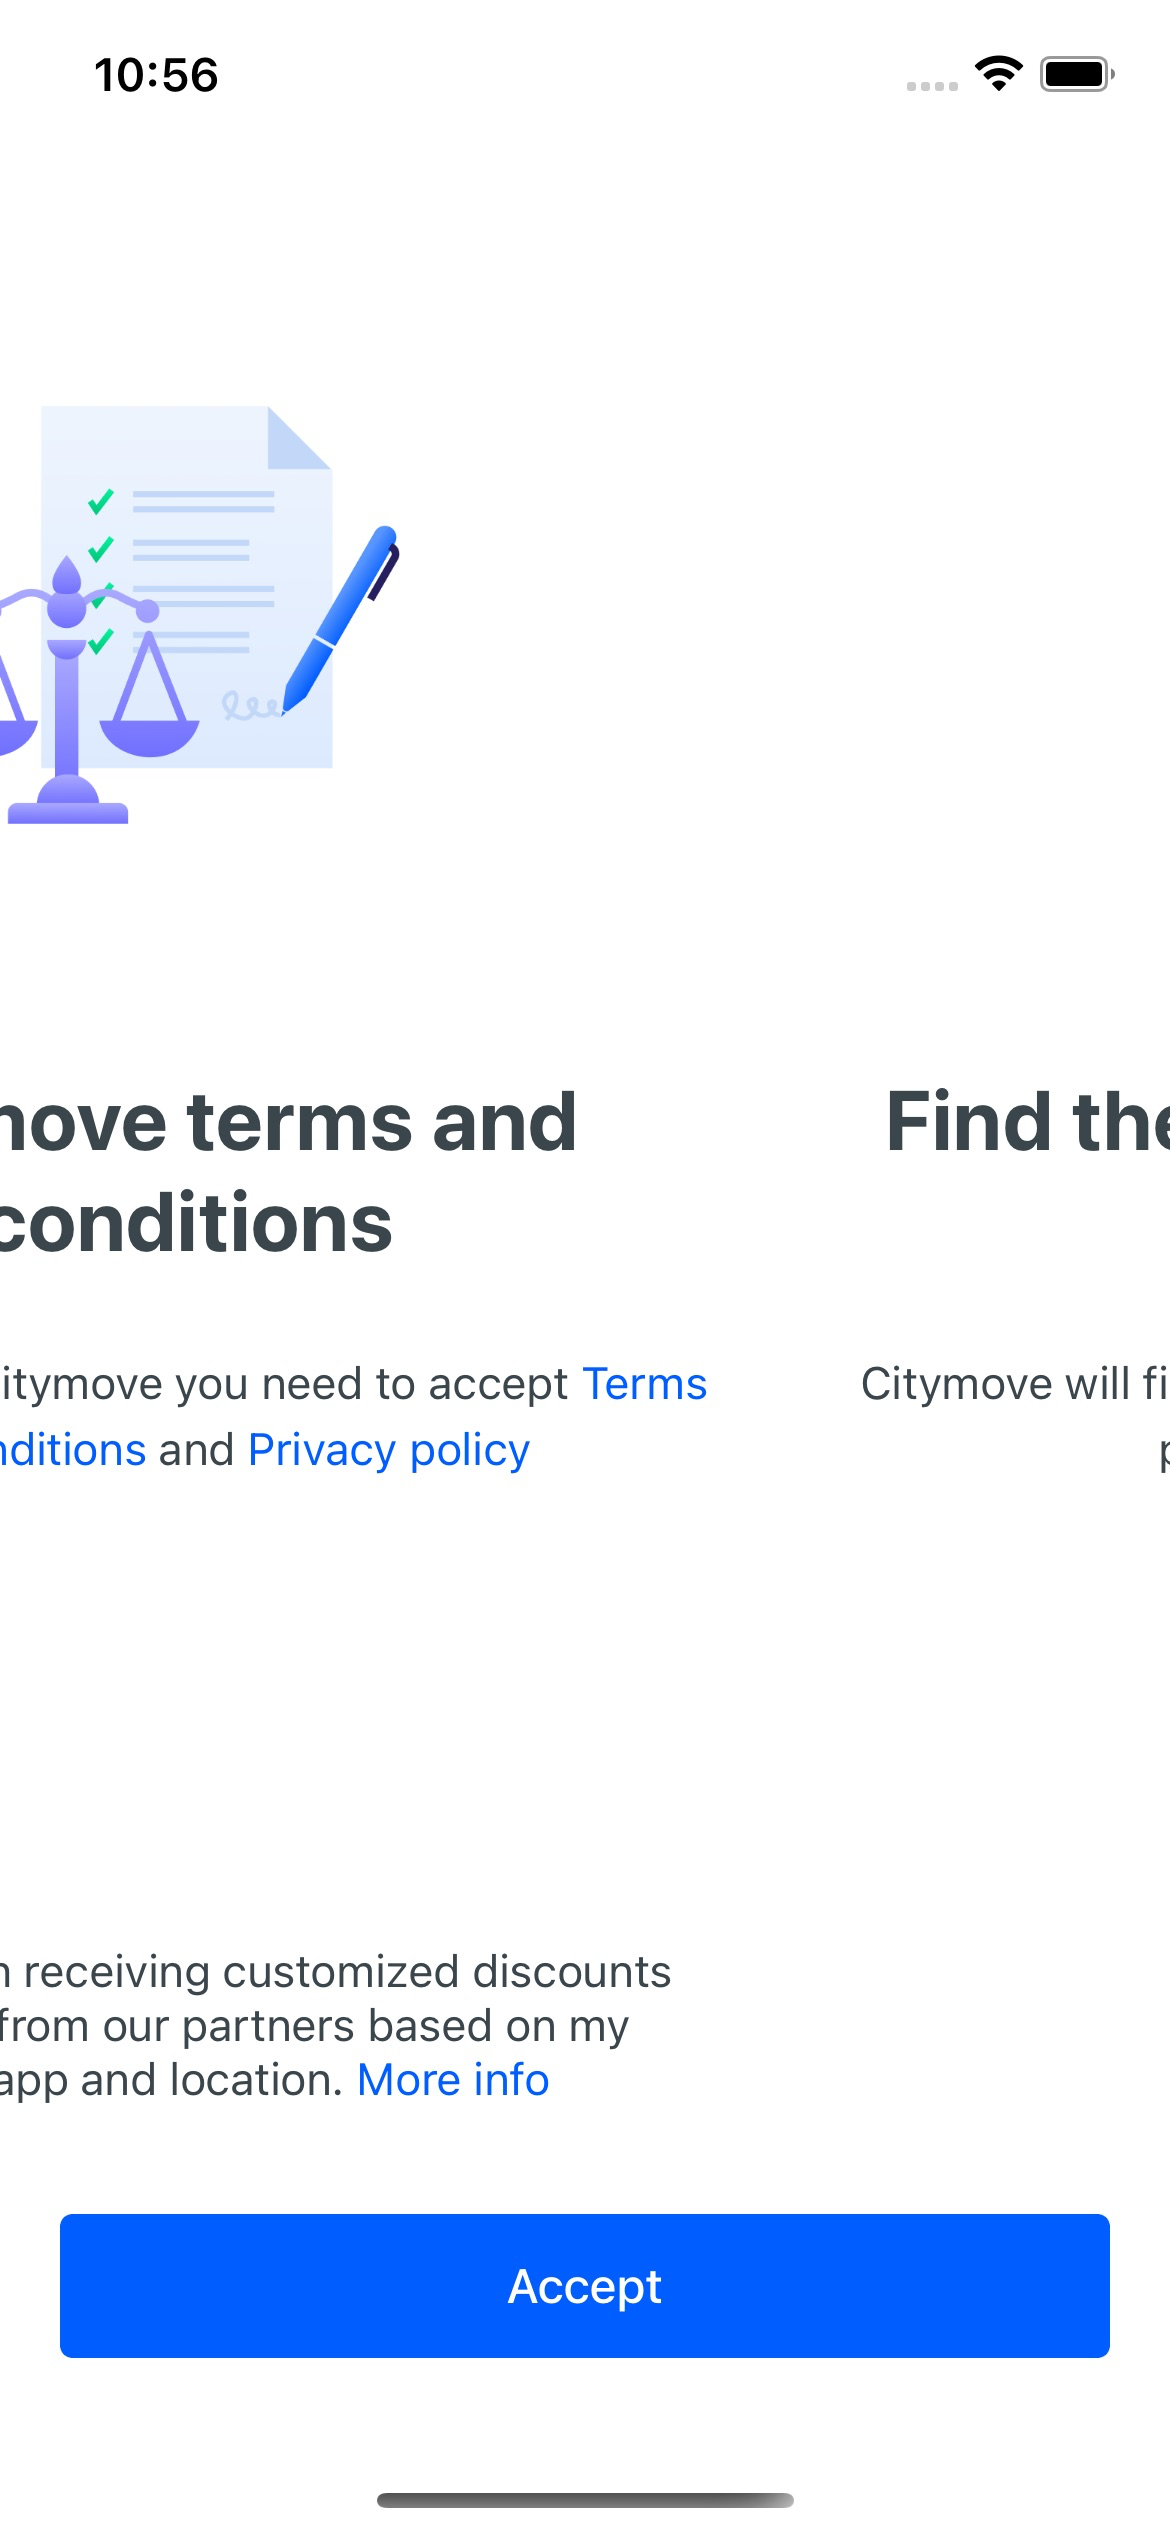 10:56
move terms and
conditions
Find the
itymove you need to accept Terms
nditions and Privacy policy
Citymove will fi
p
n receiving customized discounts
from our partners based on my
app and location. More info
Accept